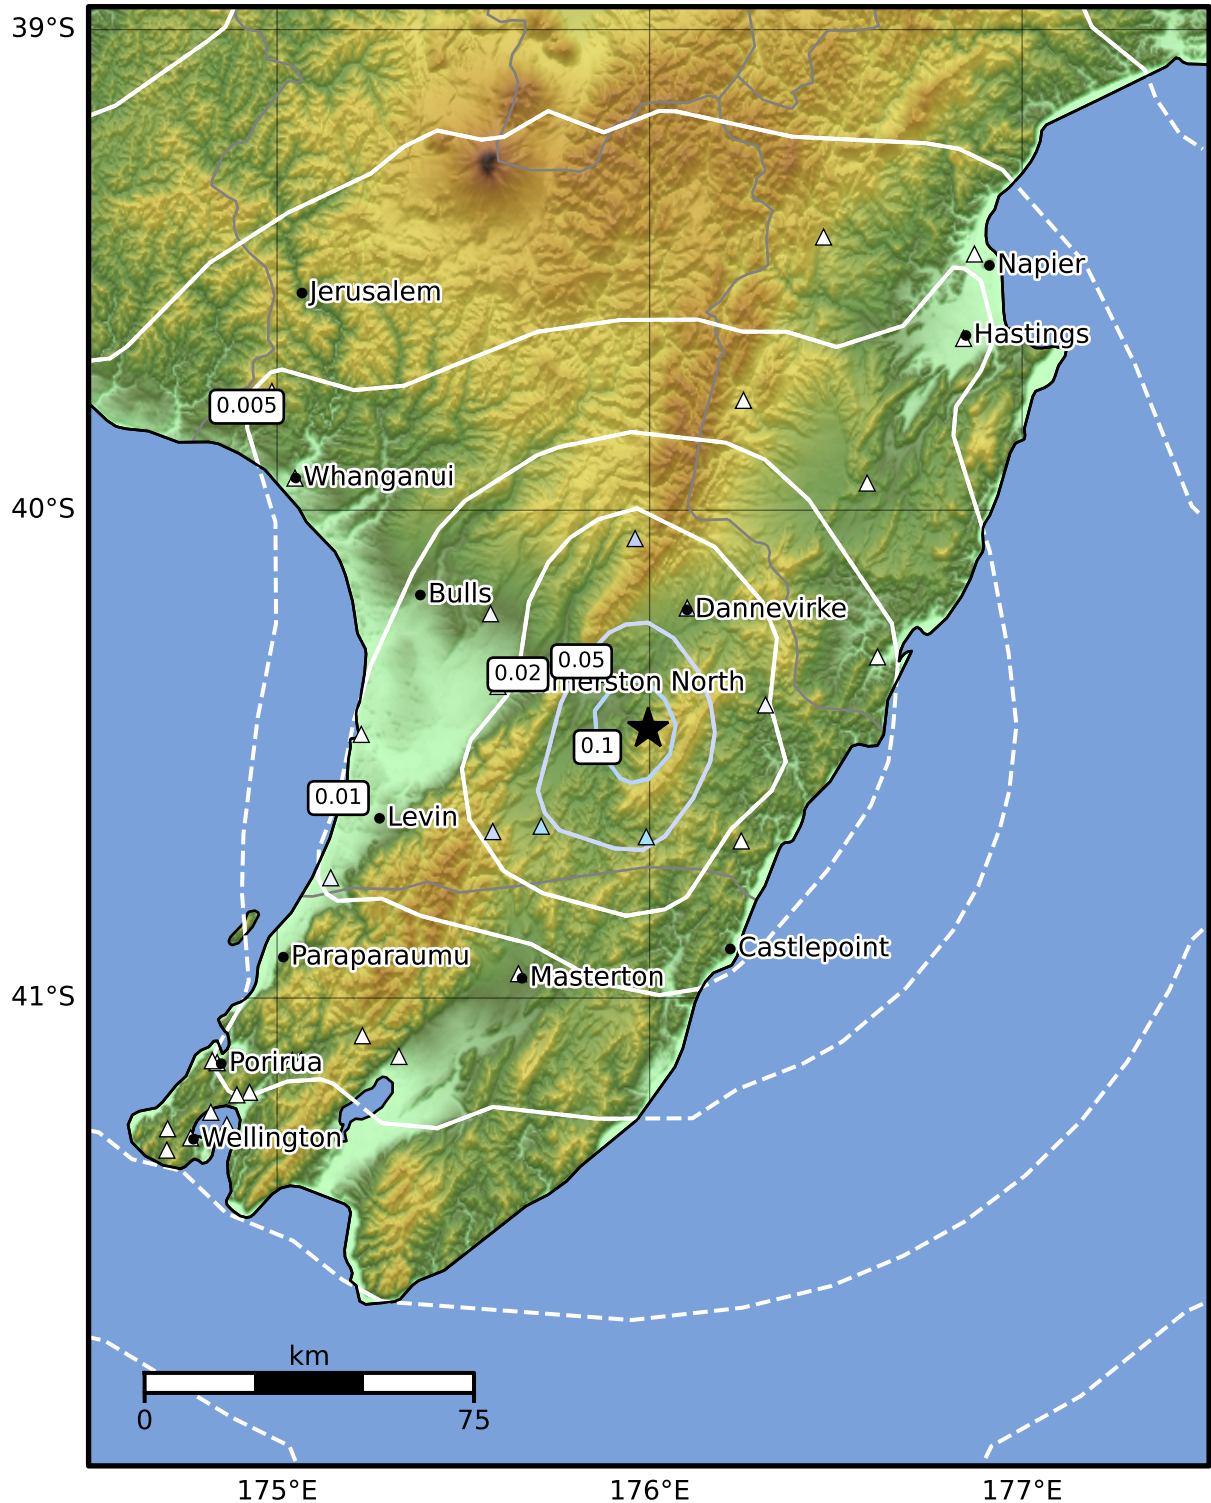 39°S
Napier
Jerusalem
Hastings
0.005
Whanganui
40°S
Bulls
Dannevirke
0.05
0.02
merston North
0.1
0.01
Levin
Castlepoint
Paraparaumu
Masterton
41°S
Porirua
Wellington
km
0 75
175°E 176°E 177°E